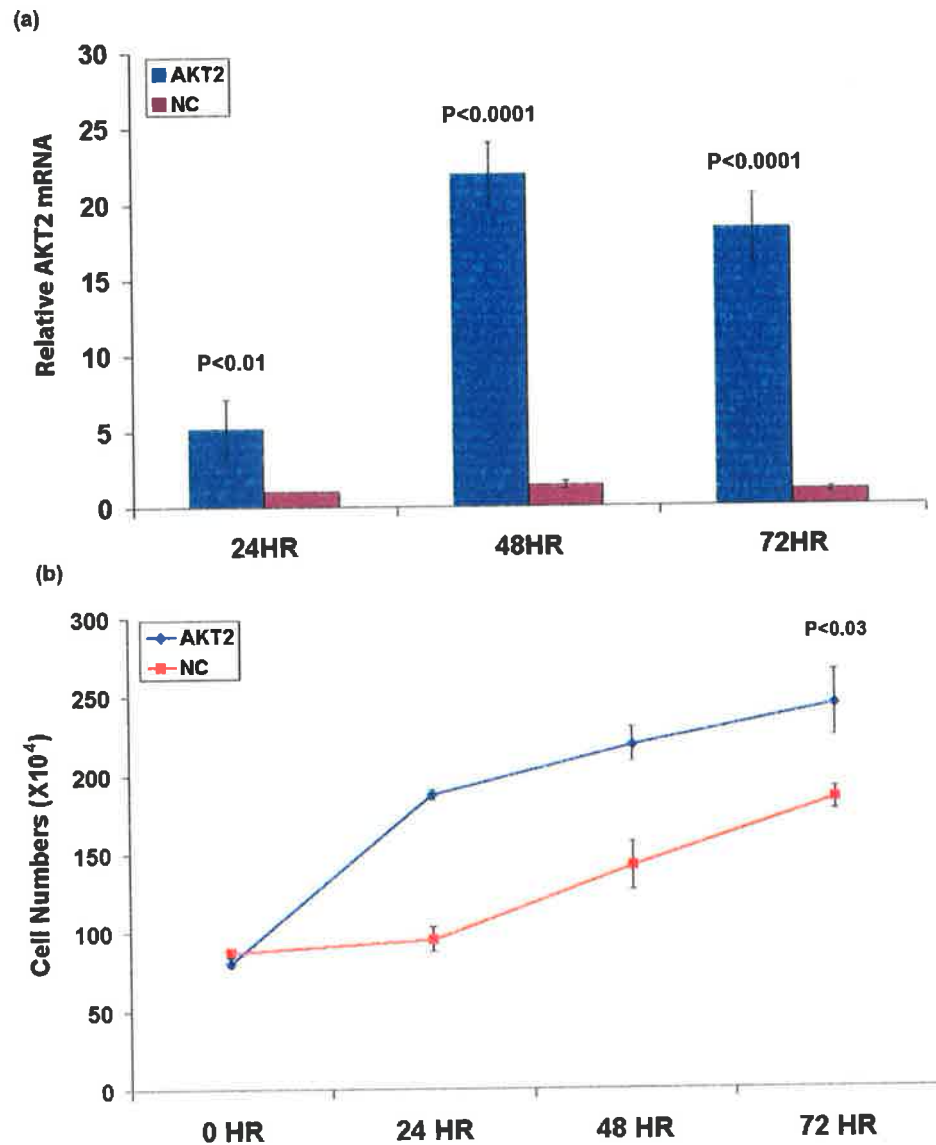 (a)
Relative AKT2 mRNA
30
25
20
15
10
5
0
AKT2
NC
P<0.01
P<0.0001
P<0.0001
24HR
48HR
72HR
(b)
Cell Numbers (X10⁴)
300
250
200
150
100
50
0
AKT2
NC
P<0.03
0 HR
24 HR
48 HR
72 HR